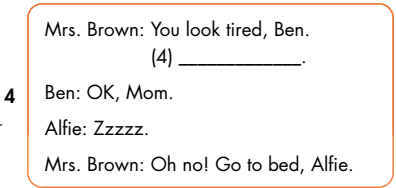 Mrs. Brown: You look tired, Ben.
(4) _____________.
4
Ben: OK, Mom.
Alfie: Zzzzz.
Mrs. Brown: Oh no! Go to bed, Alfie.